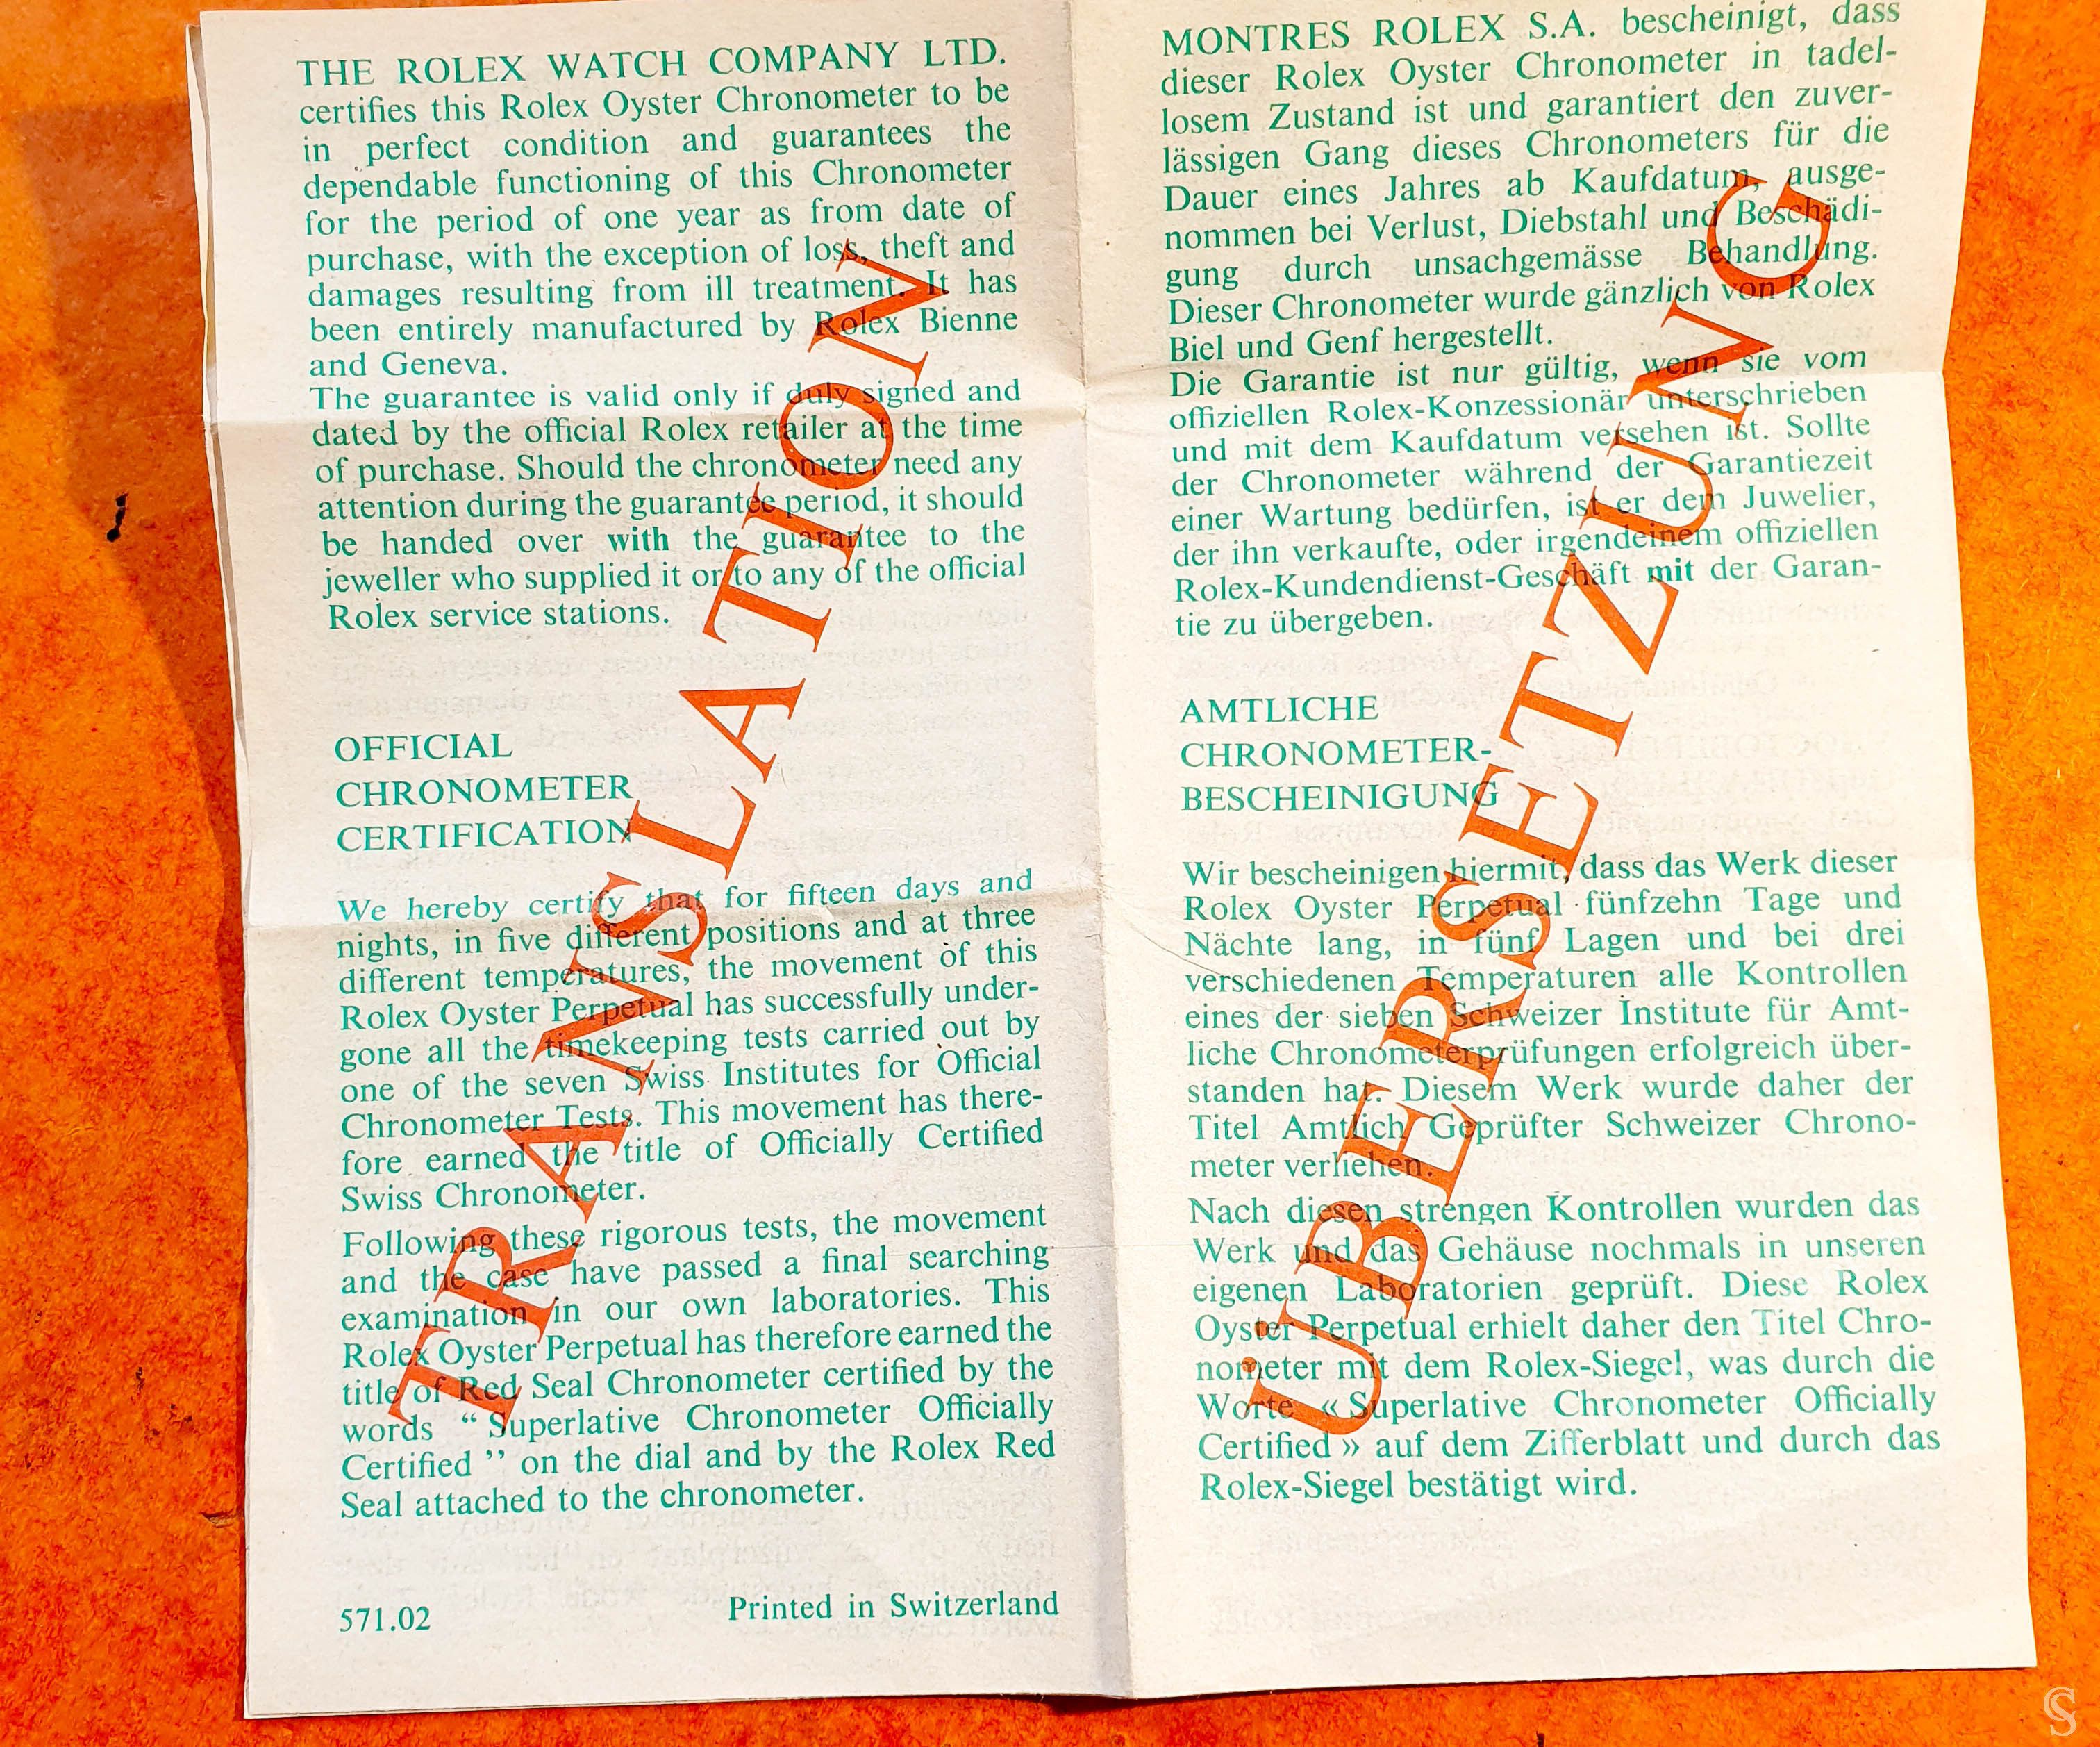 THE ROLEX WATCH COMPANY LTD.
certifies this Rolex Oyster Chronometer to be
in perfect condition and guarantees the
dependable functioning of this Chronometer
for the period of one year as from date of
purchase, with the exception of loss, theft and
damages resulting from ill treatment. It has
been entirely manufactured by Rolex Bienne
and Geneva.
The guarantee is valid only if duly signed and
dated by the official Rolex retailer at the time
of purchase. Should the chronometer need any
attention during the guarantee period, it should
be handed over with the guarantee to the
jeweller who supplied it or to any of the official
Rolex service stations.
OFFICIAL
CHRONOMETER
CERTIFICATION
We hereby certify that for fifteen days and
nights, in five different positions and at three
different temperatures, the movement of this
Rolex Oyster Perpetual has successfully under-
gone all the timekeeping tests carried out by
one of the seven Swiss Institutes for Official
Chronometer Tests. This movement has there-
fore earned the title of Officially Certified
Swiss Chronometer.
Following these rigorous tests, the movement
and the case have passed a final searching
examination in our own laboratories. This
Rolex Oyster Perpetual has therefore earned the
title of Red Seal Chronometer certified by the
words “ Superlative Chronometer Officially
Certified ” on the dial and by the Rolex Red
Seal attached to the chronometer.
571.02 Printed in Switzerland
TRANSLATION
MONTRES ROLEX S.A. bescheinigt, dass
dieser Rolex Oyster Chronometer in tadel-
losem Zustand ist und garantiert den zuver-
lässigen Gang dieses Chronometers für die
Dauer eines Jahres ab Kaufdatum, ausge-
nommen bei Verlust, Diebstahl und Beschädi-
gung durch unsachgemässe Behandlung.
Dieser Chronometer wurde gänzlich von Rolex
Biel und Genf hergestellt.
Die Garantie ist nur gültig, wenn sie vom
offiziellen Rolex-Konzessionär unterschrieben
und mit dem Kaufdatum versehen ist. Sollte
der Chronometer während der Garantiezeit
einer Wartung bedürfen, ist er dem Juwelier,
der ihn verkaufte, oder irgendeinem offiziellen
Rolex-Kundendienst-Geschäft mit der Garan-
tie zu übergeben.
AMTLICHE
CHRONOMETER-
BESCHEINIGUNG
Wir bescheinigen hiermit, dass das Werk dieser
Rolex Oyster Perpetual fünfzehn Tage und
Nächte lang, in fünf Lagen und bei drei
verschiedenen Temperaturen alle Kontrollen
eines der sieben Schweizer Institute für Amt-
liche Chronometerprüfungen erfolgreich über-
standen hat. Diesem Werk wurde daher der
Titel Amtlich Geprüfter Schweizer Chrono-
meter verliehen.
Nach diesen strengen Kontrollen wurden das
Werk und das Gehäuse nochmals in unseren
eigenen Laboratorien geprüft. Diese Rolex
Oyster Perpetual erhielt daher den Titel Chro-
nometer mit dem Rolex-Siegel, was durch die
Worte « Superlative Chronometer Officially
Certified » auf dem Zifferblatt und durch das
Rolex-Siegel bestätigt wird.
ÜBERSETZUNG